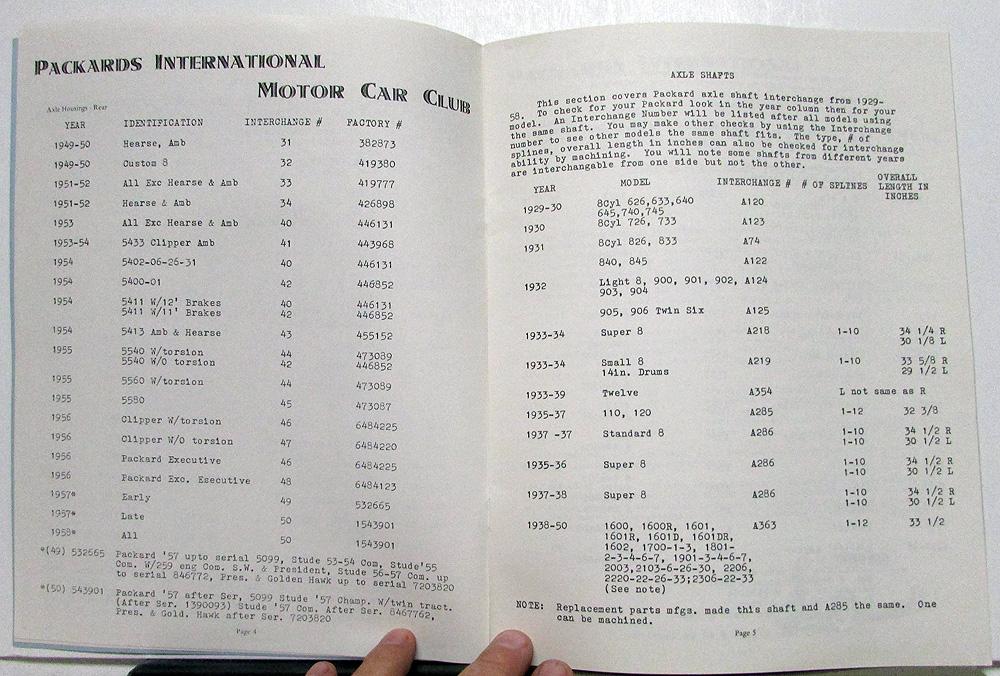 PACKARDS INTERNATIONAL
MOTOR CAR CLUB
Axle Housings - Rear
YEAR IDENTIFICATION INTERCHANGE # FACTORY #
1949-50 Hearse, Amb 31 382873
1949-50 Custom 8 32 419380
1951-52 All Exc Hearse & Amb 33 419777
1951-52 Hearse & Amb 34 426898
1953 All Exc Hearse & Amb 40 446131
1953-54 5433 Clipper Amb 41 443968
1954 5402-06-26-31 40 446131
1954 5400-01 42 446852
1954 5411 W/12' Brakes 40 446131
5411 W/11' Brakes 42 446852
1954 5413 Amb & Hearse 43 455152
1955 5540 W/torsion 44 473089
5540 W/O torsion 42 446852
1955 5560 W/torsion 44 473089
1955 5580 45 473087
1956 Clipper W/torsion 46 6484225
1956 Clipper W/O torsion 47 6484220
1956 Packard Executive 46 6484225
1956 Packard Exc. Esecutive 48 6484123
1957* Early 49 532665
1957* Late 50 1543901
1958* All 50 1543901
*(49) 532665 Packard '57 upto serial 5099, Stude 53-54 Com, Stude'55
Com. W/259 eng Com. S.W. & President, Stude 56-57 Com. up
to serial 846772, Pres. & Golden Hawk up to serial 7203820
*(50) 543901 Packard '57 after Ser, 5099 Stude '57 Champ. W/twin tract.
(After Ser. 1390093) Stude '57 Com. After Ser. 8467762,
Pres. & Gold. Hawk after Ser. 7203820
Page 4
AXLE SHAFTS
This section covers Packard axle shaft interchange from 1929-
58. To check for your Packard look in the year column then for your
model. An Interchange Number will be listed after all models using
the same shaft. You may make other checks by using the Interchange
number to see other models the same shaft fits. The type, # of
splines, overall length in inches can also be checked for interchange
ability by machining. You will note some shafts from different years
are interchangable from one side but not the other.
YEAR MODEL INTERCHANGE # # OF SPLINES OVERALL
LENGTH IN
INCHES
1929-30 8Cyl 626,633,640 A120
645,740,745
1930 8Cyl 726, 733 A123
1931 8Cyl 826, 833 A74
840, 845 A122
1932 Light 8, 900, 901, 902, A124
903, 904
905, 906 Twin Six A125
1933-34 Super 8 A218 1-10 34 1/4 R
30 1/8 L
1933-34 Small 8 A219 1-10 33 5/8 R
14in. Drums 29 1/2 L
1933-39 Twelve A354 L not same as R
1935-37 110, 120 A285 1-12 32 3/8
1937 -37 Standard 8 A286 1-10 34 1/2 R
1-10 30 1/2 L
1935-36 Super 8 A286 1-10 34 1/2 R
1-10 30 1/2 L
1937-38 Super 8 A286 1-10 34 1/2 R
1-10 30 1/2 L
1938-50 1600, 1600R, 1601, A363 1-12 33 1/2
1601R, 1601D, 1601DR,
1602, 1700-1-3, 1801-
2-3-4-6-7, 1901-3-4-6-7,
2003,2103-6-26-30, 2206,
2220-22-26-33;2306-22-33
(See note)
NOTE: Replacement parts mfgs. made this shaft and A285 the same. One
can be machined.
Page 5